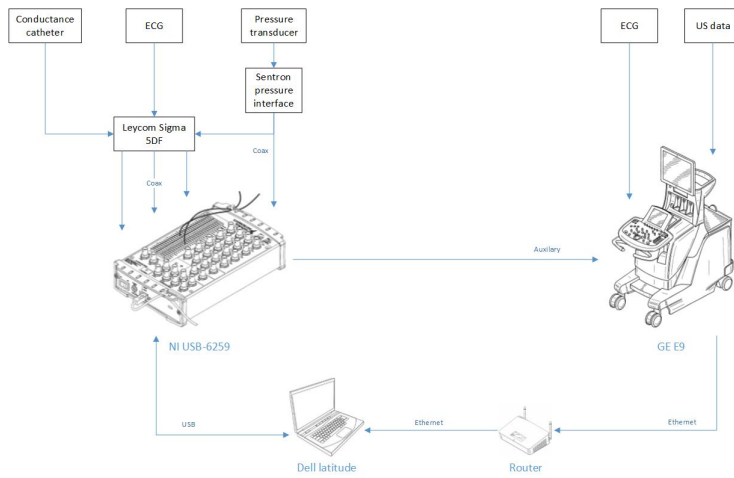 Conductance
catheter
ECG
Pressure
transducer
ECG
US data
Sentron
pressure
interface
Leycom Sigma
5DF
Coax
Coax
Auxilary
NI USB-6259
GE E9
USB
Ethernet
Ethernet
Dell latitude
Router